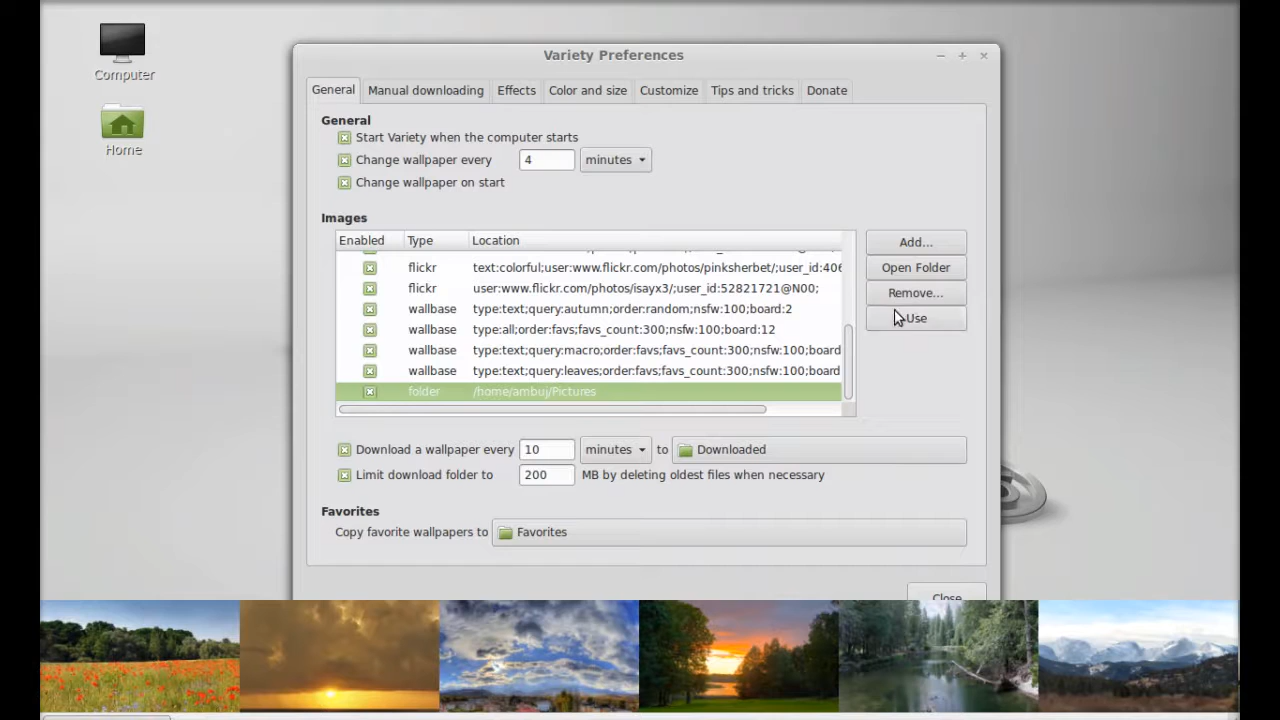 Computer
Home
Variety Preferences
General Manual downloading Effects Color and size Customize Tips and tricks Donate
General
Start Variety when the computer starts
Change wallpaper every 4 minutes
Change wallpaper on start
Images
Enabled Type Location
flickr text:colorful;user:www.flickr.com/photos/pinksherbet/;user_id:406
flickr user:www.flickr.com/photos/isayx3/;user_id:52821721@N00;
wallbase type:text;query:autumn;order:random;nsfw:100;board:2
wallbase type:all;order:favs;favs_count:300;nsfw:100;board:12
wallbase type:text;query:macro;order:favs;favs_count:300;nsfw:100;board
wallbase type:text;query:leaves;order:favs;favs_count:300;nsfw:100;board
folder /home/ambuj/Pictures
Add...
Open Folder
Remove...
Use
Download a wallpaper every 10 minutes to Downloaded
Limit download folder to 200 MB by deleting oldest files when necessary
Favorites
Copy favorite wallpapers to Favorites
Close